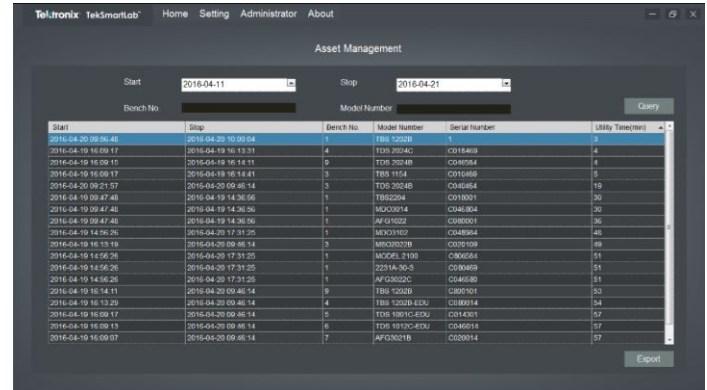 Tektronix TekSmartLab™ Home Setting Administrator About
Asset Management
Start 2016-04-11 Stop 2016-04-21
Bench No. Model Number Query
Start Stop Bench No. Model Number Serial Number Utility Time(min)
2016-04-20 09:56:48 2016-04-20 10:00:04 1 TBS 1202B 1 3
2016-04-19 16:09:17 2016-04-19 16:13:31 4 TDS 2024C C018469 4
2016-04-19 16:09:15 2016-04-19 16:14:11 9 TDS 2024B C046584 4
2016-04-19 16:09:17 2016-04-19 16:14:41 3 TBS 1154 C010469 5
2016-04-20 09:21:57 2016-04-20 09:46:14 3 TDS 2024B C040464 19
2016-04-19 09:47:48 2016-04-19 14:36:56 1 TBS2204 C018001 30
2016-04-19 09:47:48 2016-04-19 14:36:56 1 MDO3014 C046804 30
2016-04-19 09:47:48 2016-04-19 14:36:56 1 AFG1022 C080001 36
2016-04-19 14:56:26 2016-04-20 17:31:25 1 MDO3102 C048984 48
2016-04-19 16:13:19 2016-04-20 09:46:14 3 MSO2022B C020109 49
2016-04-19 14:56:26 2016-04-20 17:31:25 1 MODEL 2100 C806584 51
2016-04-19 14:56:26 2016-04-20 17:31:25 1 2231A-30-3 C080469 51
2016-04-19 14:56:26 2016-04-20 17:31:25 1 AFG3022C C046580 51
2016-04-19 16:14:11 2016-04-20 09:46:14 9 TBS 1202B C800101 53
2016-04-19 16:13:29 2016-04-20 09:46:14 4 TBS 1202B-EDU C080014 54
2016-04-19 16:09:17 2016-04-20 09:46:14 5 TDS 1001C-EDU C014301 57
2016-04-19 16:09:13 2016-04-20 09:46:14 6 TDS 1012C-EDU C046014 57
2016-04-19 16:09:07 2016-04-20 09:46:14 7 AFG3021B C020014 57
Export